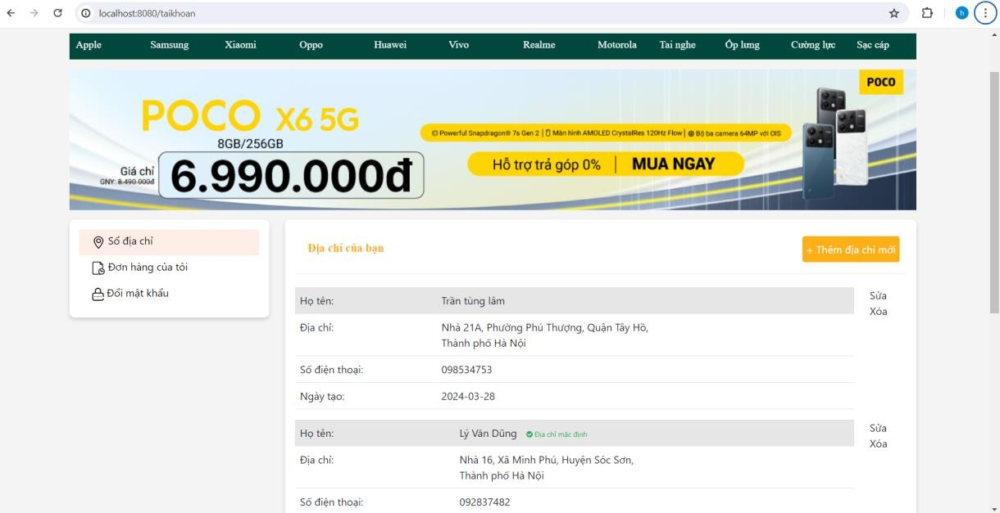 localhost:8080/taikhoan
h
Apple Samsung Xiaomi Oppo Huawei Vivo Realme Motorola Tai nghe Ốp lưng Cường lực Sạc cáp
POCO
POCO X6 5G
8GB/256GB
Powerful Snapdragon® 7s Gen 2 | Màn hình AMOLED CrystalRes 120Hz Flow | Bộ ba camera 64MP với OIS
Giá chỉ
GNY: 8.490.000đ
6.990.000đ
Hỗ trợ trả góp 0% | MUA NGAY
Sổ địa chỉ
Đơn hàng của tôi
Đổi mật khẩu
Địa chỉ của bạn
+ Thêm địa chỉ mới
Họ tên: Trần tùng lâm
Sửa
Xóa
Địa chỉ: Nhà 21A, Phường Phú Thượng, Quận Tây Hồ,
Thành phố Hà Nội
Số điện thoại: 098534753
Ngày tạo: 2024-03-28
Họ tên: Lý Văn Dũng Địa chỉ mặc định
Sửa
Xóa
Địa chỉ: Nhà 16, Xã Minh Phú, Huyện Sóc Sơn,
Thành phố Hà Nội
Số điện thoại: 092837482